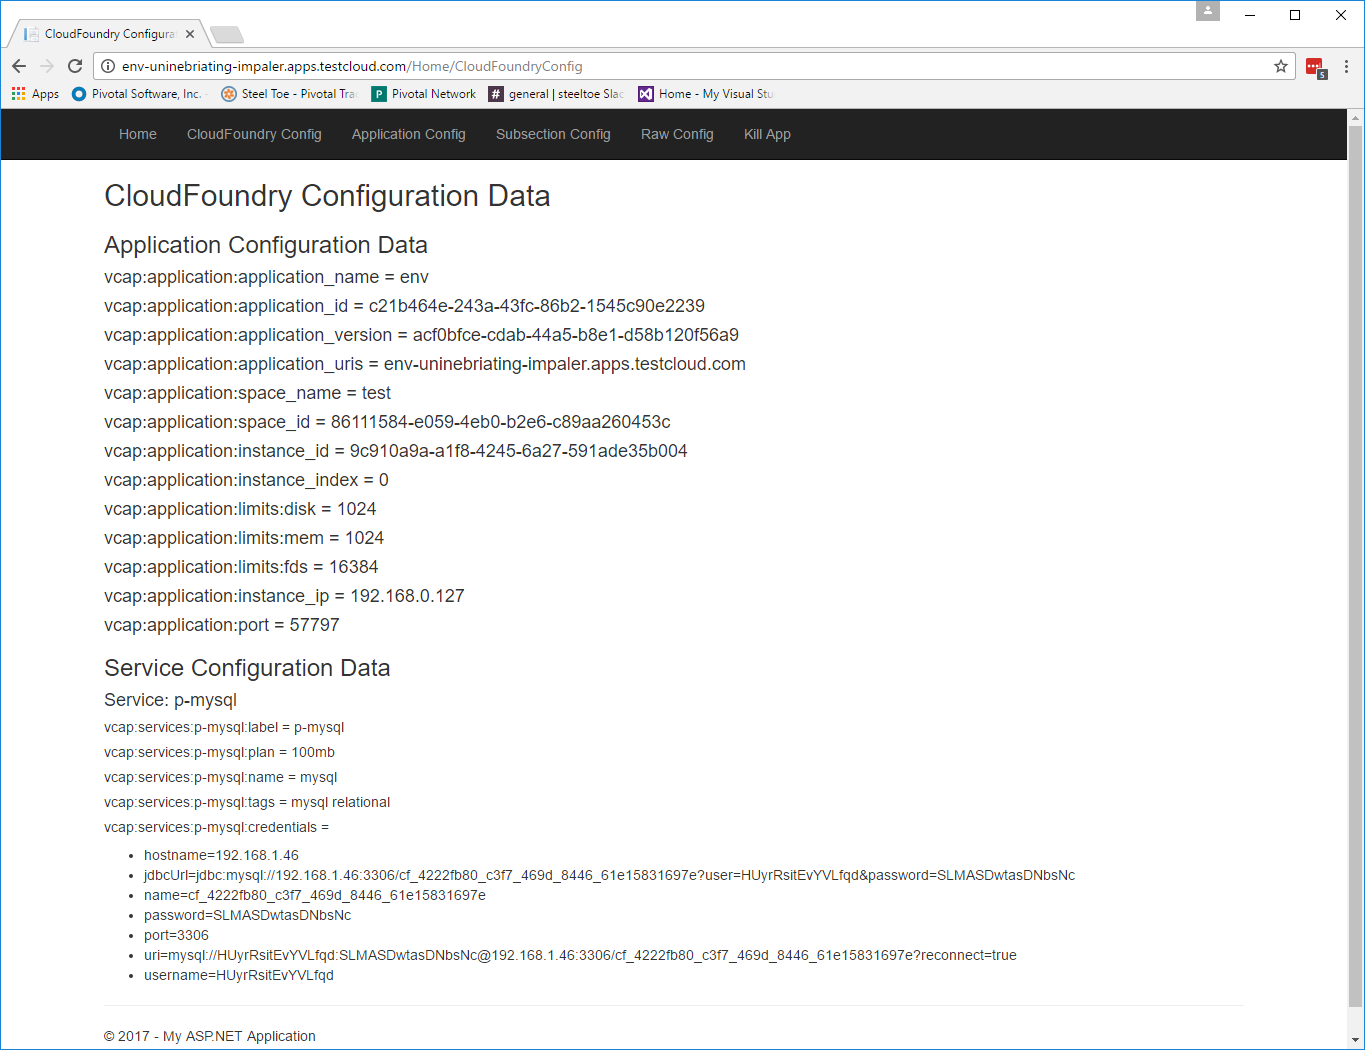 CloudFoundry Configura
env-uninebriating-impaler.apps.testcloud.com/Home/CloudFoundryConfig
5
Apps Pivotal Software, Inc. Steel Toe - Pivotal Tra P Pivotal Network # general | steeltoe Slac Home - My Visual Stu
Home CloudFoundry Config Application Config Subsection Config Raw Config Kill App
CloudFoundry Configuration Data
Application Configuration Data
vcap:application:application_name = env
vcap:application:application_id = c21b464e-243a-43fc-86b2-1545c90e2239
vcap:application:application_version = acf0bfce-cdab-44a5-b8e1-d58b120f56a9
vcap:application:application_uris = env-uninebriating-impaler.apps.testcloud.com
vcap:application:space_name = test
vcap:application:space_id = 86111584-e059-4eb0-b2e6-c89aa260453c
vcap:application:instance_id = 9c910a9a-a1f8-4245-6a27-591ade35b004
vcap:application:instance_index = 0
vcap:application:limits:disk = 1024
vcap:application:limits:mem = 1024
vcap:application:limits:fds = 16384
vcap:application:instance_ip = 192.168.0.127
vcap:application:port = 57797
Service Configuration Data
Service: p-mysql
vcap:services:p-mysql:label = p-mysql
vcap:services:p-mysql:plan = 100mb
vcap:services:p-mysql:name = mysql
vcap:services:p-mysql:tags = mysql relational
vcap:services:p-mysql:credentials =
• hostname=192.168.1.46
• jdbcUrl=jdbc:mysql://192.168.1.46:3306/cf_4222fb80_c3f7_469d_8446_61e15831697e?user=HUyrRsitEvYVLfqd&password=SLMASDwtasDNbsNc
• name=cf_4222fb80_c3f7_469d_8446_61e15831697e
• password=SLMASDwtasDNbsNc
• port=3306
• uri=mysql://HUyrRsitEvYVLfqd:SLMASDwtasDNbsNc@192.168.1.46:3306/cf_4222fb80_c3f7_469d_8446_61e15831697e?reconnect=true
• username=HUyrRsitEvYVLfqd
© 2017 - My ASP.NET Application